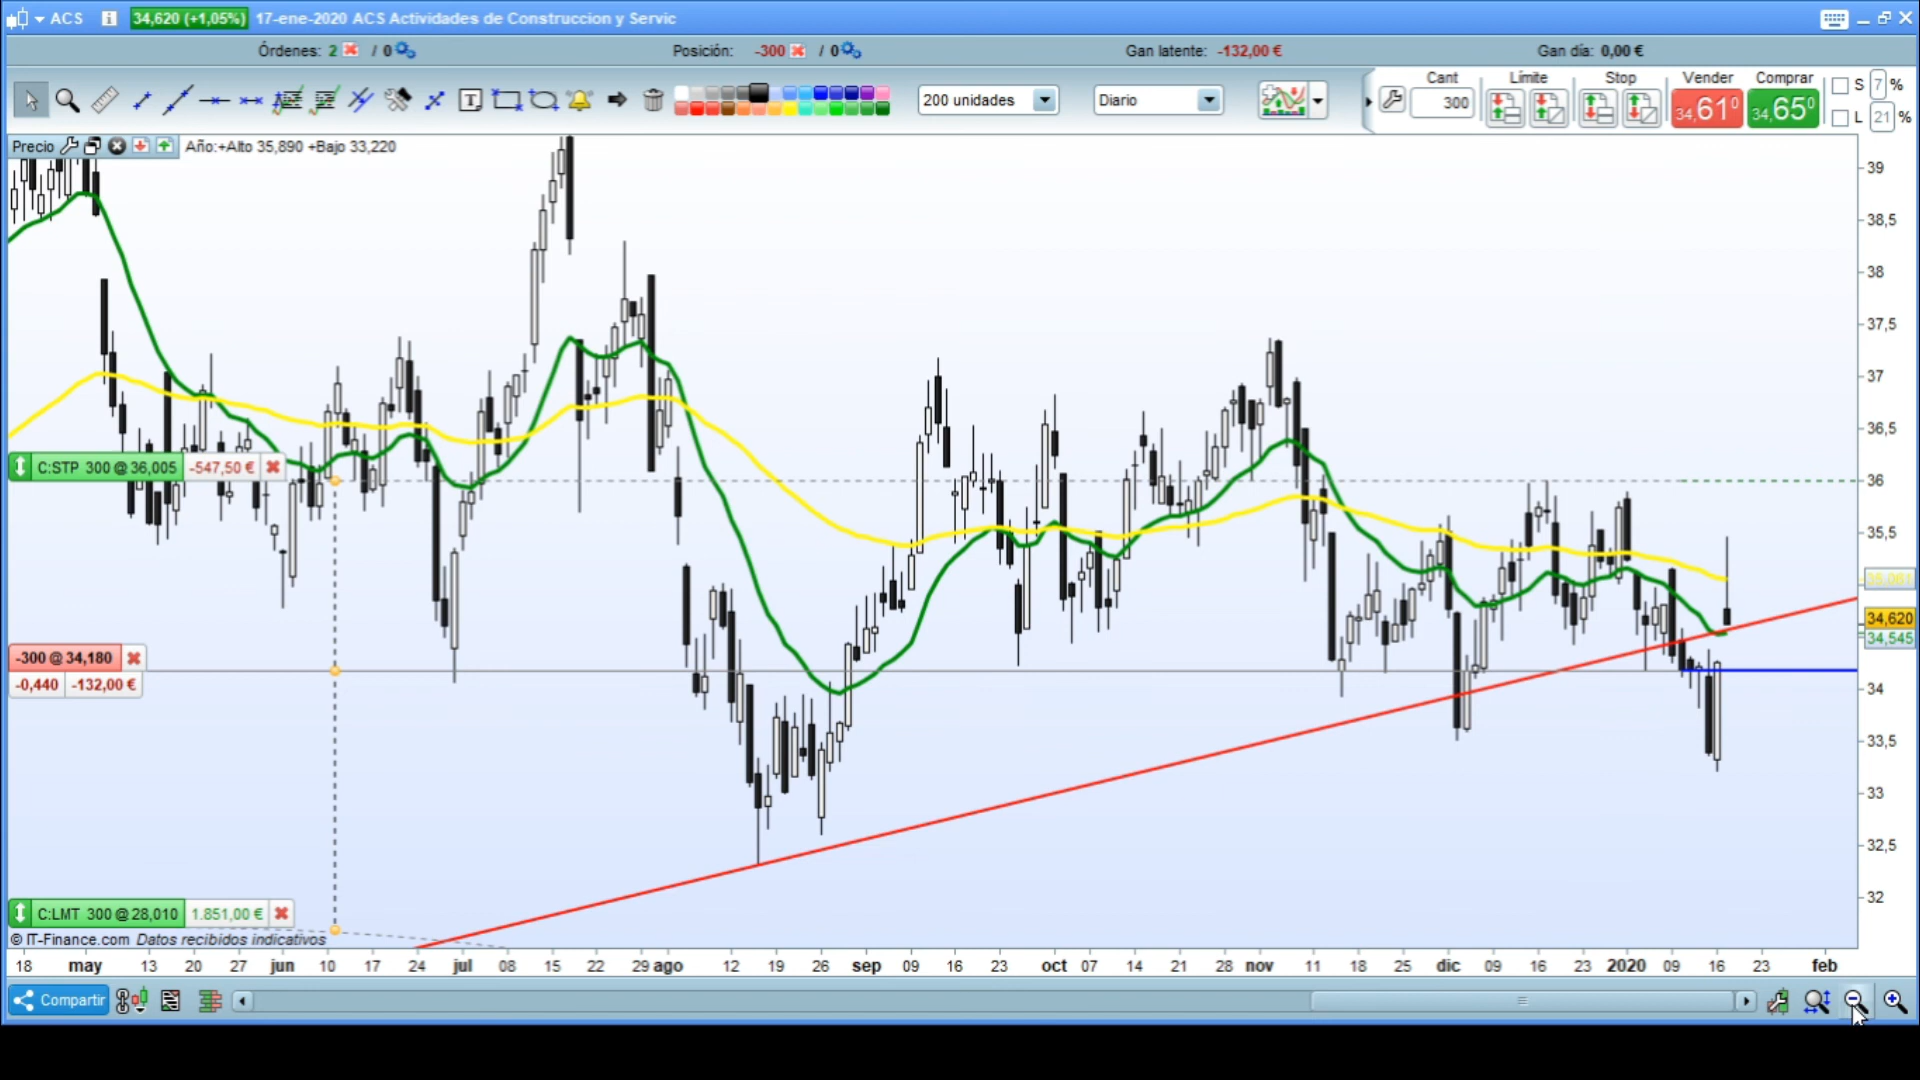 ACS 34,620 (+1,05%) 17-ene-2020 ACS Actividades de Construccion y Servic
Órdenes: 2 / 0 Posición: -300 / 0 Gan latente: -132,00 € Gan día: 0,00 €
Cant Límite Stop Vender Comprar S 7 %
200 unidades Diario 300 34,61⁰ 34,65⁰
L 21 %
Precio Año:+Alto 35,890 +Bajo 33,220
39
38,5
38
37,5
37
36,5
C:STP 300 @ 36,005 -547,50 €
36
35,5
35,061
34,620
34,545
-300 @ 34,180
-0,440 -132,00 €
34
33,5
33
32,5
32
C:LMT 300 @ 28,010 1.851,00 €
© IT-Finance.com Datos recibidos indicativos
18 may 13 20 27 jun 10 17 24 jul 08 15 22 29 ago 12 19 26 sep 09 16 23 oct 07 14 21 28 nov 11 18 25 dic 09 16 23 2020 09 16 23 feb
Compartir